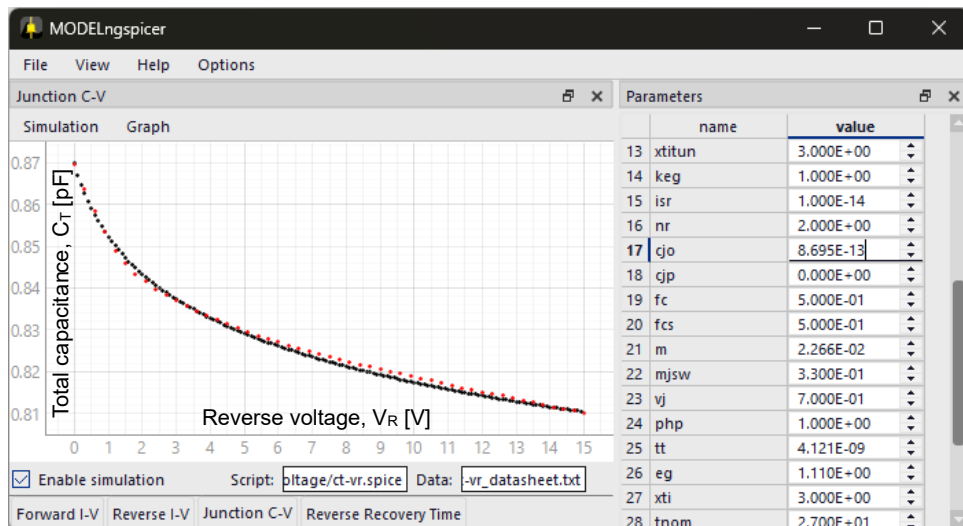 MODELngspicer
File View Help Options
Junction C-V
Simulation Graph
0.87
0.86
0.85
0.84
0.83
0.82
0.81
Total capacitance, CT [pF]
Reverse voltage, VR [V]
0 1 2 3 4 5 6 7 8 9 10 11 12 13 14 15
Enable simulation Script: oltage/ct-vr.spice Data: -vr_datasheet.txt
Forward I-V Reverse I-V Junction C-V Reverse Recovery Time
Parameters
name value
13 xtitun 3.000E+00
14 keg 1.000E+00
15 isr 1.000E-14
16 nr 2.000E+00
17 cjo 8.695E-13
18 cjp 0.000E+00
19 fc 5.000E-01
20 fcs 5.000E-01
21 m 2.266E-02
22 mjsw 3.300E-01
23 vj 7.000E-01
24 php 1.000E+00
25 tt 4.121E-09
26 eg 1.110E+00
27 xti 3.000E+00
28 tnom 2.700E+01